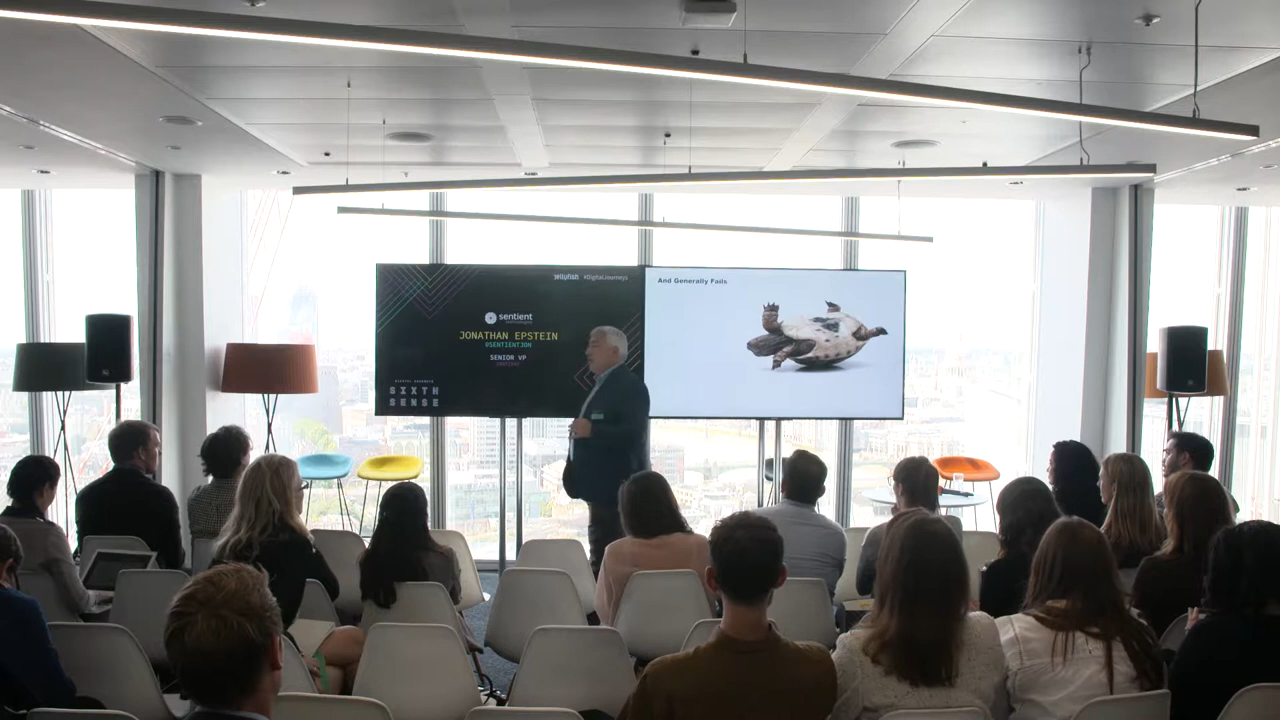 jellyfish #DigitalJourneys
sentient
JONATHAN EPSTEIN
@SENTIENTJON
SENIOR VP
SIXTH
SENSE
And Generally Fails